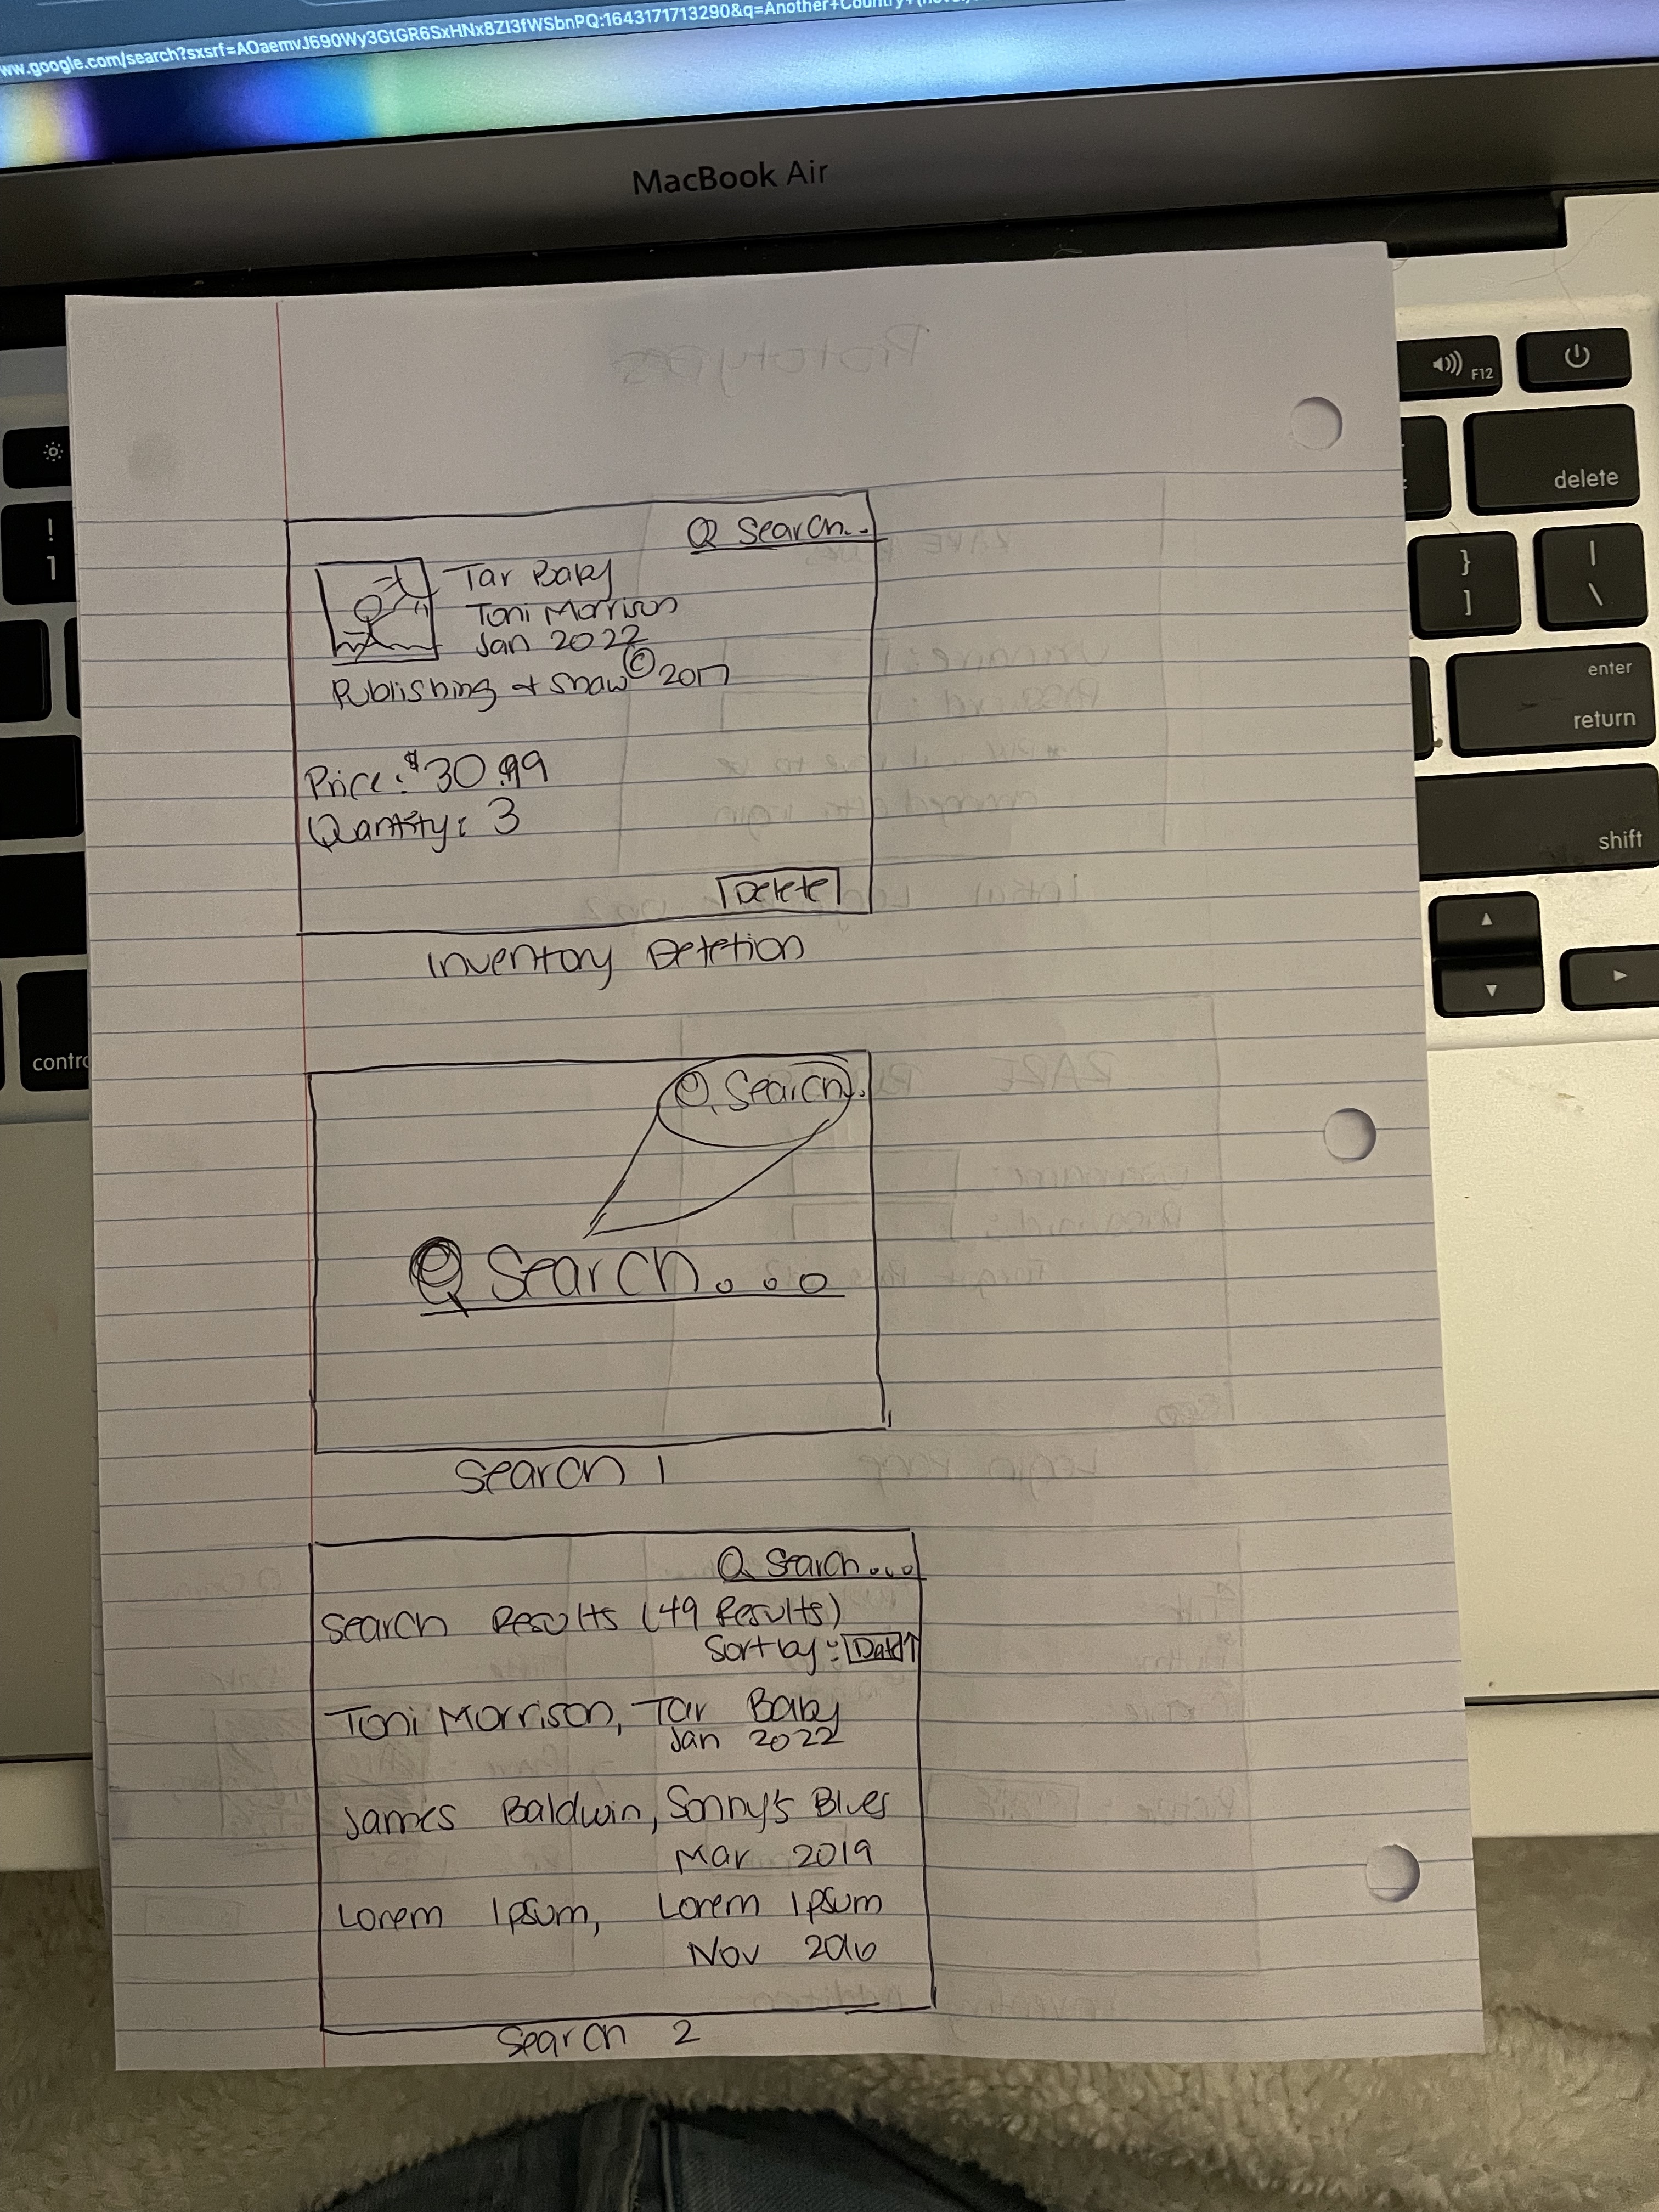 ww.google.com/search?sxsrf=AOaemvJ690Wy3GtGR6SxHNx8ZI3fWSbnPQ:1643171713290&q=Another+Country+
MacBook Air
F12
delete
!
1
}
]
|
\
enter
return
shift
contro
Prototypes
Search..
Tar Baby
Toni Morrison
Jan 2022
Publishing + Shaw © 2017
Price: $30.99
Quantity: 3
Delete
Inventory Deletion
Search..
Search...
Search 1
Search...
Search Results (49 Results)
Sort by: Date↑
Toni Morrison, Tar Baby
Jan 2022
James Baldwin, Sonny's Blues
Mar 2019
Lorem Ipsum, Lorem Ipsum
Nov 2016
Search 2